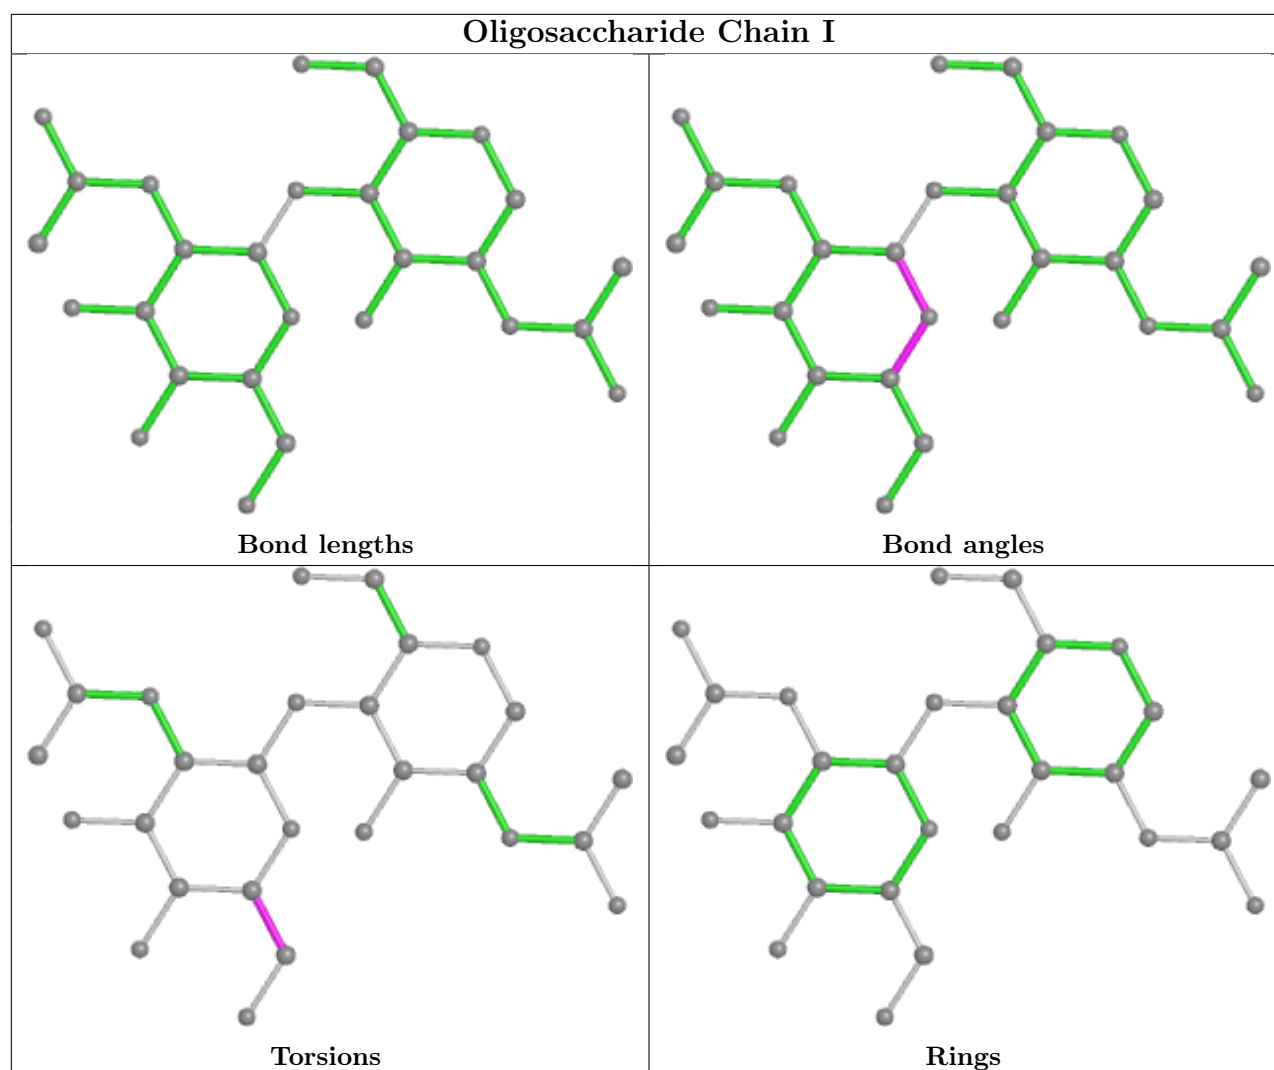 Oligosaccharide Chain I
Bond lengths
Bond angles
Torsions
Rings